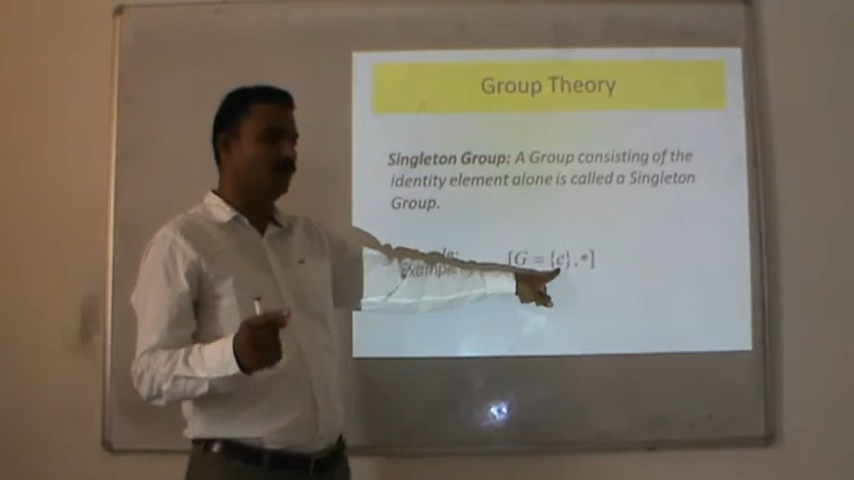 Group Theory
Singleton Group: A Group consisting of the
identity element alone is called a Singleton
Group.
[G = {e}.*]